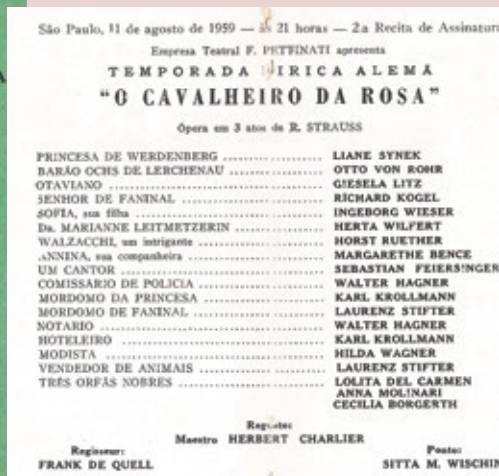 A
São Paulo, 11 de agosto de 1959 — às 21 horas — 2.a Recita de Assinatura
Empresa Teatral F. PETTINATI apresenta
TEMPORADA LIRICA ALEMÃ
“O CAVALHEIRO DA ROSA”
Ópera em 3 atos de R. STRAUSS
PRINCESA DE WERDENBERG .................... LIANE SYNEK
BARÃO OCHS DE LERCHENAU .................... OTTO VON ROHR
OTAVIANO .................... GIESELA LITZ
SENHOR DE FANINAL .................... RICHARD KOGEL
SOFIA, sua filha .................... INGEBORG WIESER
Da. MARIANNE LEITMETZERIN .................... HERTA WILFERT
WALZACCHI, um intrigante .................... HORST RUETHER
ANNINA, sua companheira .................... MARGARETHE BENCE
UM CANTOR .................... SEBASTIAN FEIERSINGER
COMISSÁRIO DE POLICIA .................... WALTER HAGNER
MORDOMO DA PRINCESA .................... KARL KROLLMANN
MORDOMO DE FANINAL .................... LAURENZ STIFTER
NOTARIO .................... WALTER HAGNER
HOTELEIRO .................... KARL KROLLMANN
MODISTA .................... HILDA WAGNER
VENDEDOR DE ANIMAIS .................... LAURENZ STIFTER
TRÊS ORFÃS NOBRES .................... LOLITA DEL CARMEN
ANNA MOLINARI
CECILIA BORGERTH
Regente:
Maestro HERBERT CHARLIER
Regisseur: Ponto:
FRANK DE QUELL SITTA M. WISCHIN